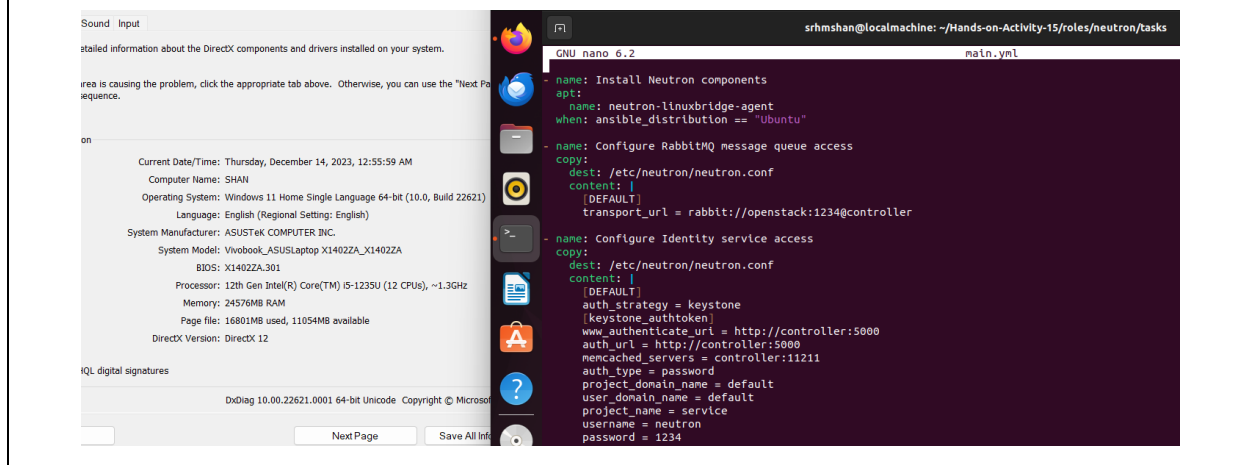 Sound Input
etailed information about the DirectX components and drivers installed on your system.
area is causing the problem, click the appropriate tab above. Otherwise, you can use the "Next Pa
sequence.
on
Current Date/Time: Thursday, December 14, 2023, 12:55:59 AM
Computer Name: SHAN
Operating System: Windows 11 Home Single Language 64-bit (10.0, Build 22621)
Language: English (Regional Setting: English)
System Manufacturer: ASUSTeK COMPUTER INC.
System Model: Vivobook_ASUSLaptop X1402ZA_X1402ZA
BIOS: X1402ZA.301
Processor: 12th Gen Intel(R) Core(TM) i5-1235U (12 CPUs), ~1.3GHz
Memory: 24576MB RAM
Page file: 16801MB used, 11054MB available
DirectX Version: DirectX 12
HQL digital signatures
DxDiag 10.00.22621.0001 64-bit Unicode Copyright © Microsof
Next Page Save All Info
srhmshan@localmachine: ~/Hands-on-Activity-15/roles/neutron/tasks
GNU nano 6.2 main.yml
- name: Install Neutron components
apt:
name: neutron-linuxbridge-agent
when: ansible_distribution == "Ubuntu"
- name: Configure RabbitMQ message queue access
copy:
dest: /etc/neutron/neutron.conf
content: |
[DEFAULT]
transport_url = rabbit://openstack:1234@controller
- name: Configure Identity service access
copy:
dest: /etc/neutron/neutron.conf
content: |
[DEFAULT]
auth_strategy = keystone
[keystone_authtoken]
www_authenticate_uri = http://controller:5000
auth_url = http://controller:5000
memcached_servers = controller:11211
auth_type = password
project_domain_name = default
user_domain_name = default
project_name = service
username = neutron
password = 1234